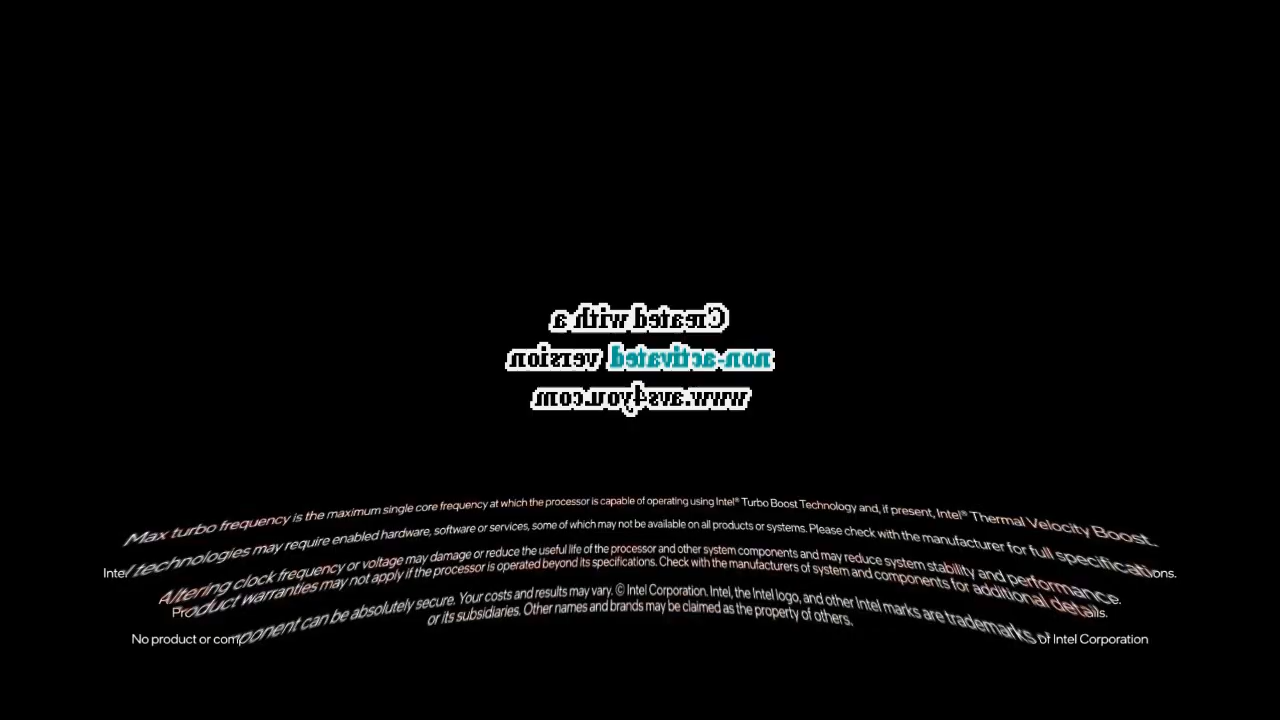 Created with a
non-activated version
www.avs4you.com
Max turbo frequency is the maximum single core frequency at which the processor is capable of operating using Intel® Turbo Boost Technology and, if present, Intel® Thermal Velocity Boost.
Intel technologies may require enabled hardware, software or services, some of which may not be available on all products or systems. Please check with the manufacturer for full specifications.
Altering clock frequency or voltage may damage or reduce the useful life of the processor and other system components and may reduce system stability and performance.
Product warranties may not apply if the processor is operated beyond its specifications. Check with the manufacturers of system and components for additional details.
No product or component can be absolutely secure. Your costs and results may vary. © Intel Corporation. Intel, the Intel logo, and other Intel marks are trademarks of Intel Corporation
or its subsidiaries. Other names and brands may be claimed as the property of others.